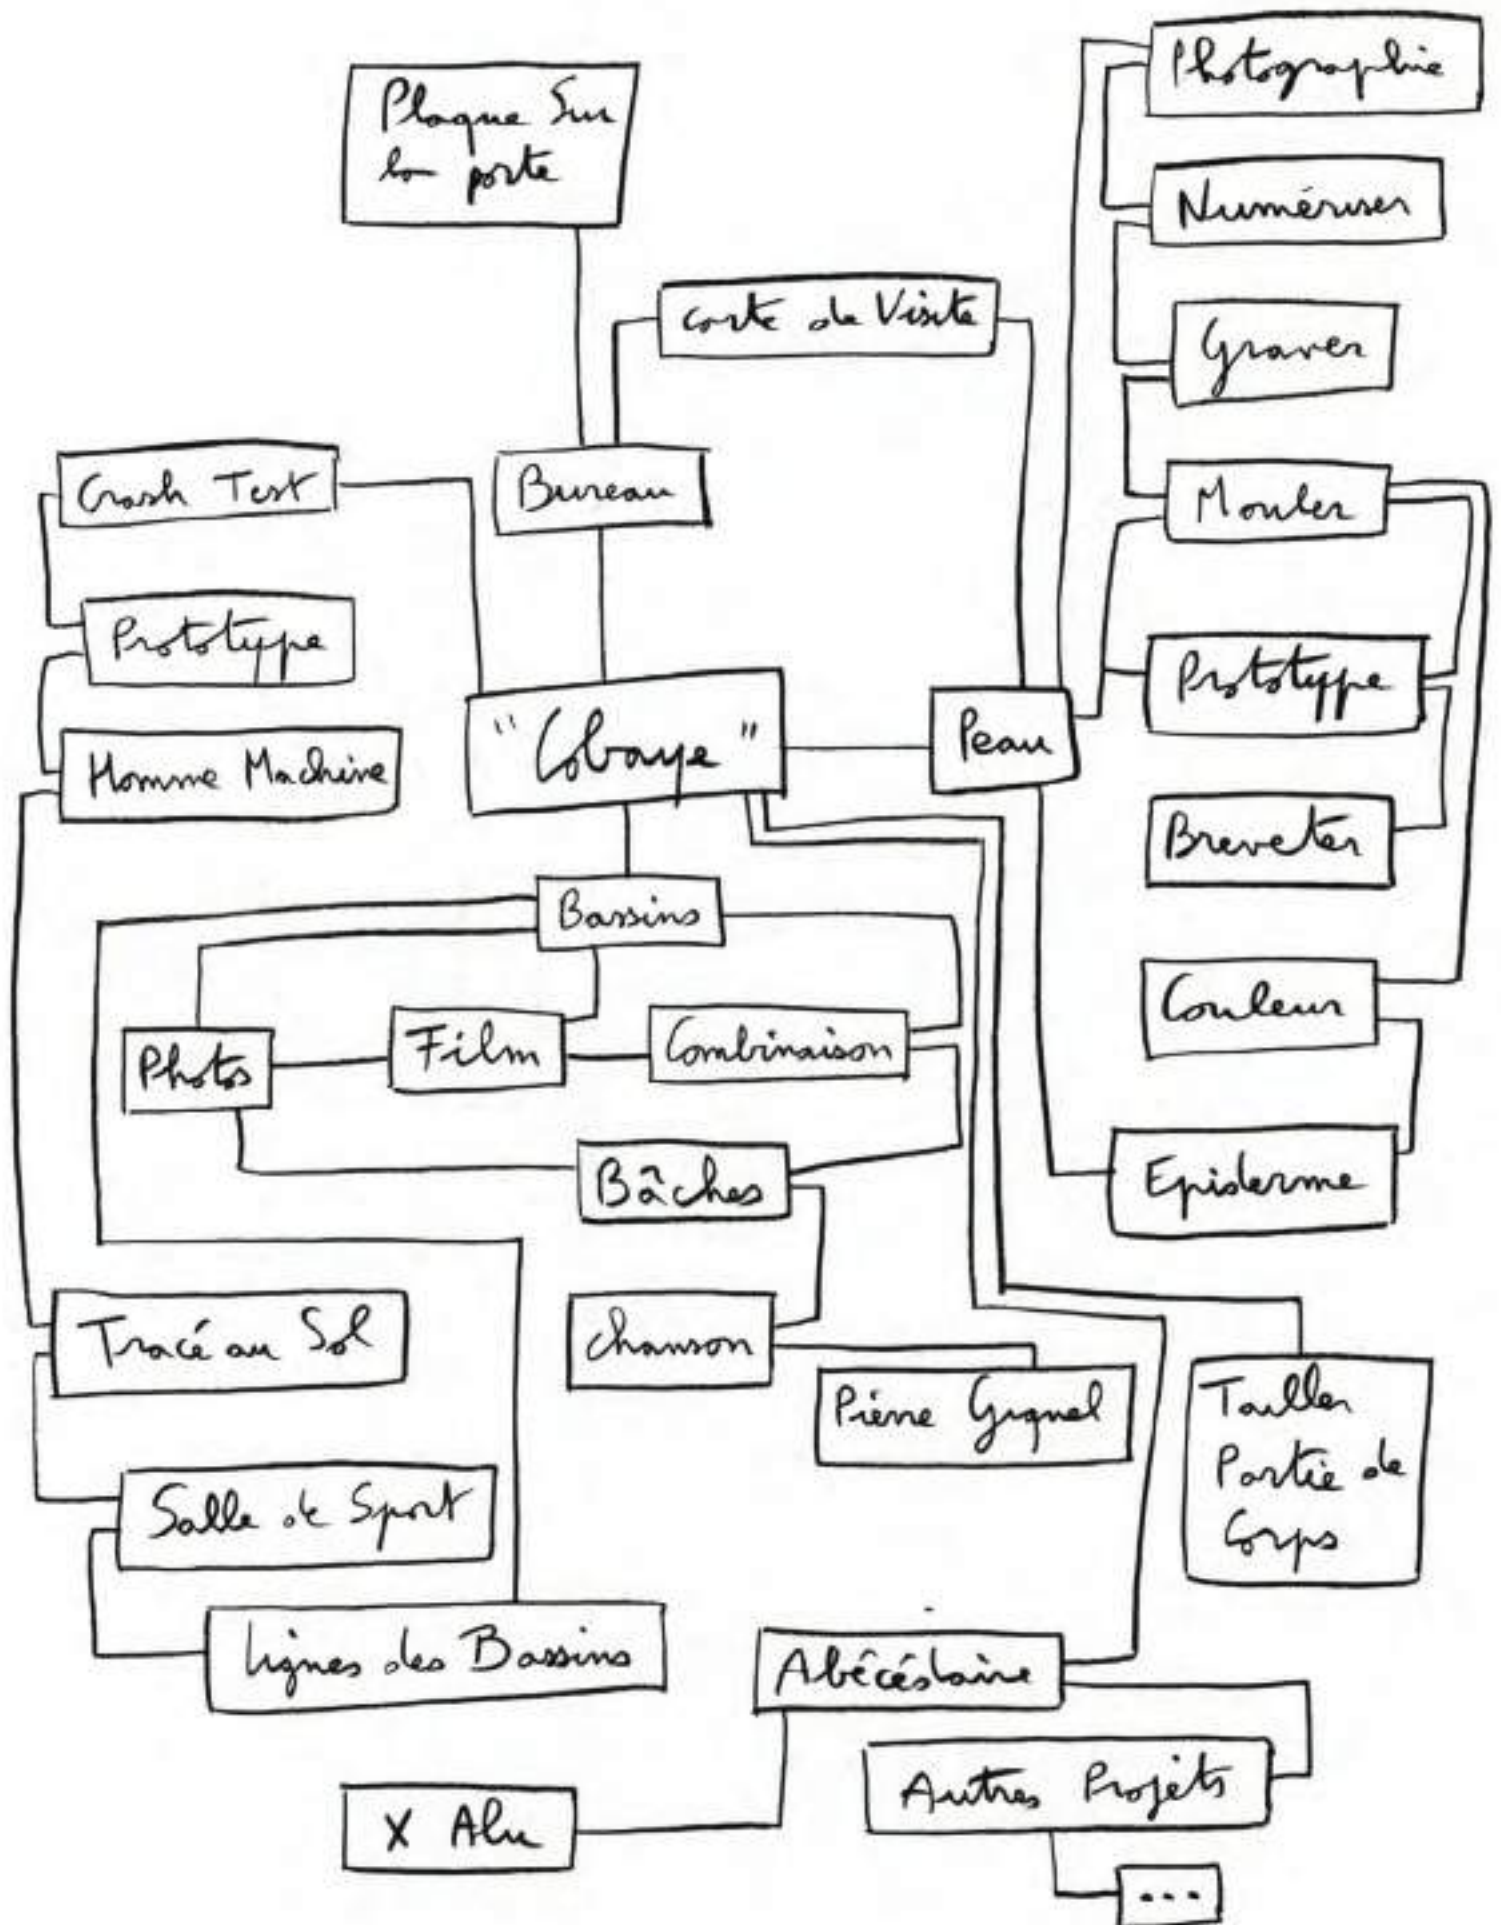 Photographie
Plaque Sur
la porte
Numériser
Carte de Visite
Graver
Crash Test
Bureau
Mouler
Prototype
Prototype
"Cobaye"
Peau
Homme Machine
Breveter
Bassins
Couleur
Photos
Film
Combinaison
Bâches
Epiderme
Tracé au Sol
chanson
Pierre Giquel
Tailler
Partie de
Corps
Salle de Sport
Lignes des Bassins
Abécédaire
Autres Projets
X Alu
...